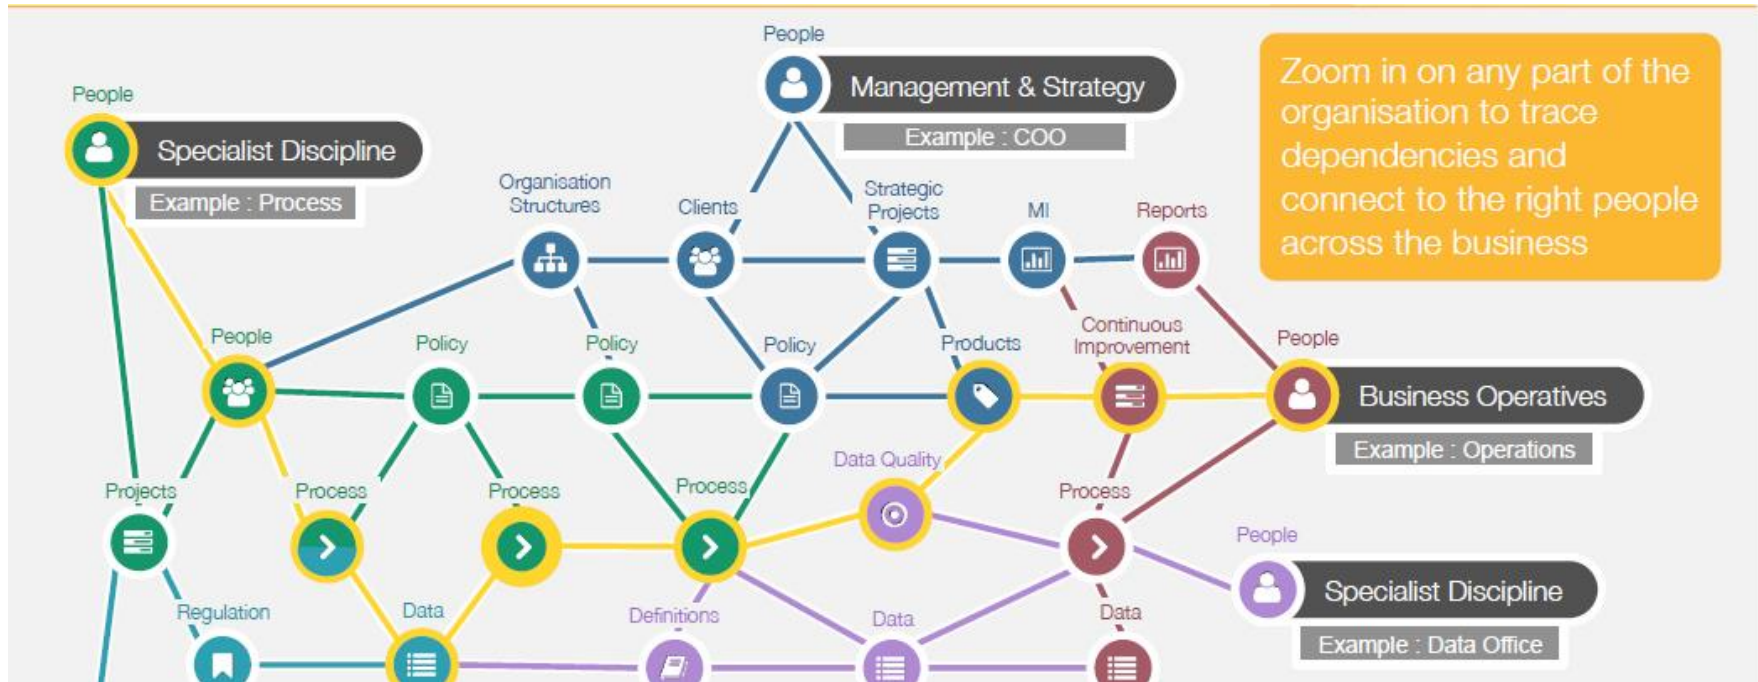 People
Management & Strategy
Example : COO
Zoom in on any part of the
organisation to trace
dependencies and
connect to the right people
across the business
People
Specialist Discipline
Example : Process
Organisation
Structures
Clients
Strategic
Projects
MI
Reports
People
Policy
Policy
Policy
Products
Continuous
Improvement
People
Business Operatives
Example : Operations
Data Quality
Projects
Process
Process
Process
Process
People
Specialist Discipline
Example : Data Office
Regulation
Data
Definitions
Data
Data